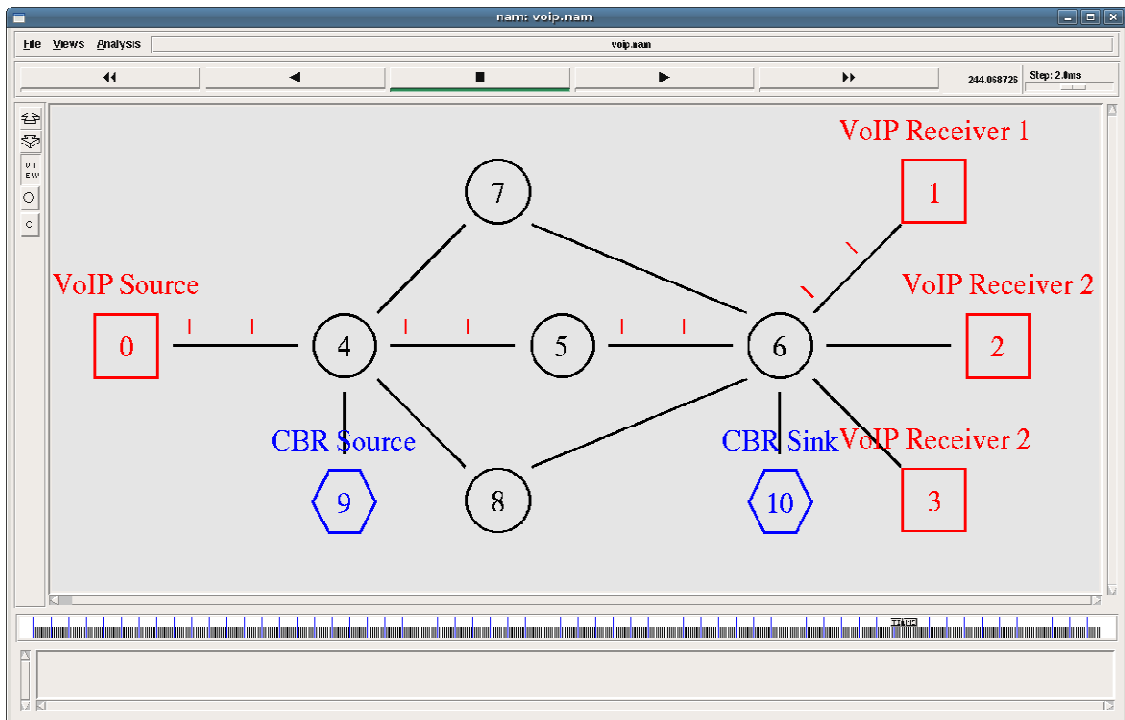 nam: voip.nam
File Views Analysis voip.nam
244.068726 Step: 2.0ms
VoIP Receiver 1
7
1
VoIP Source
VoIP Receiver 2
0
4
5
6
2
CBR Source
CBR Sink
VoIP Receiver 2
9
8
10
3
TIME